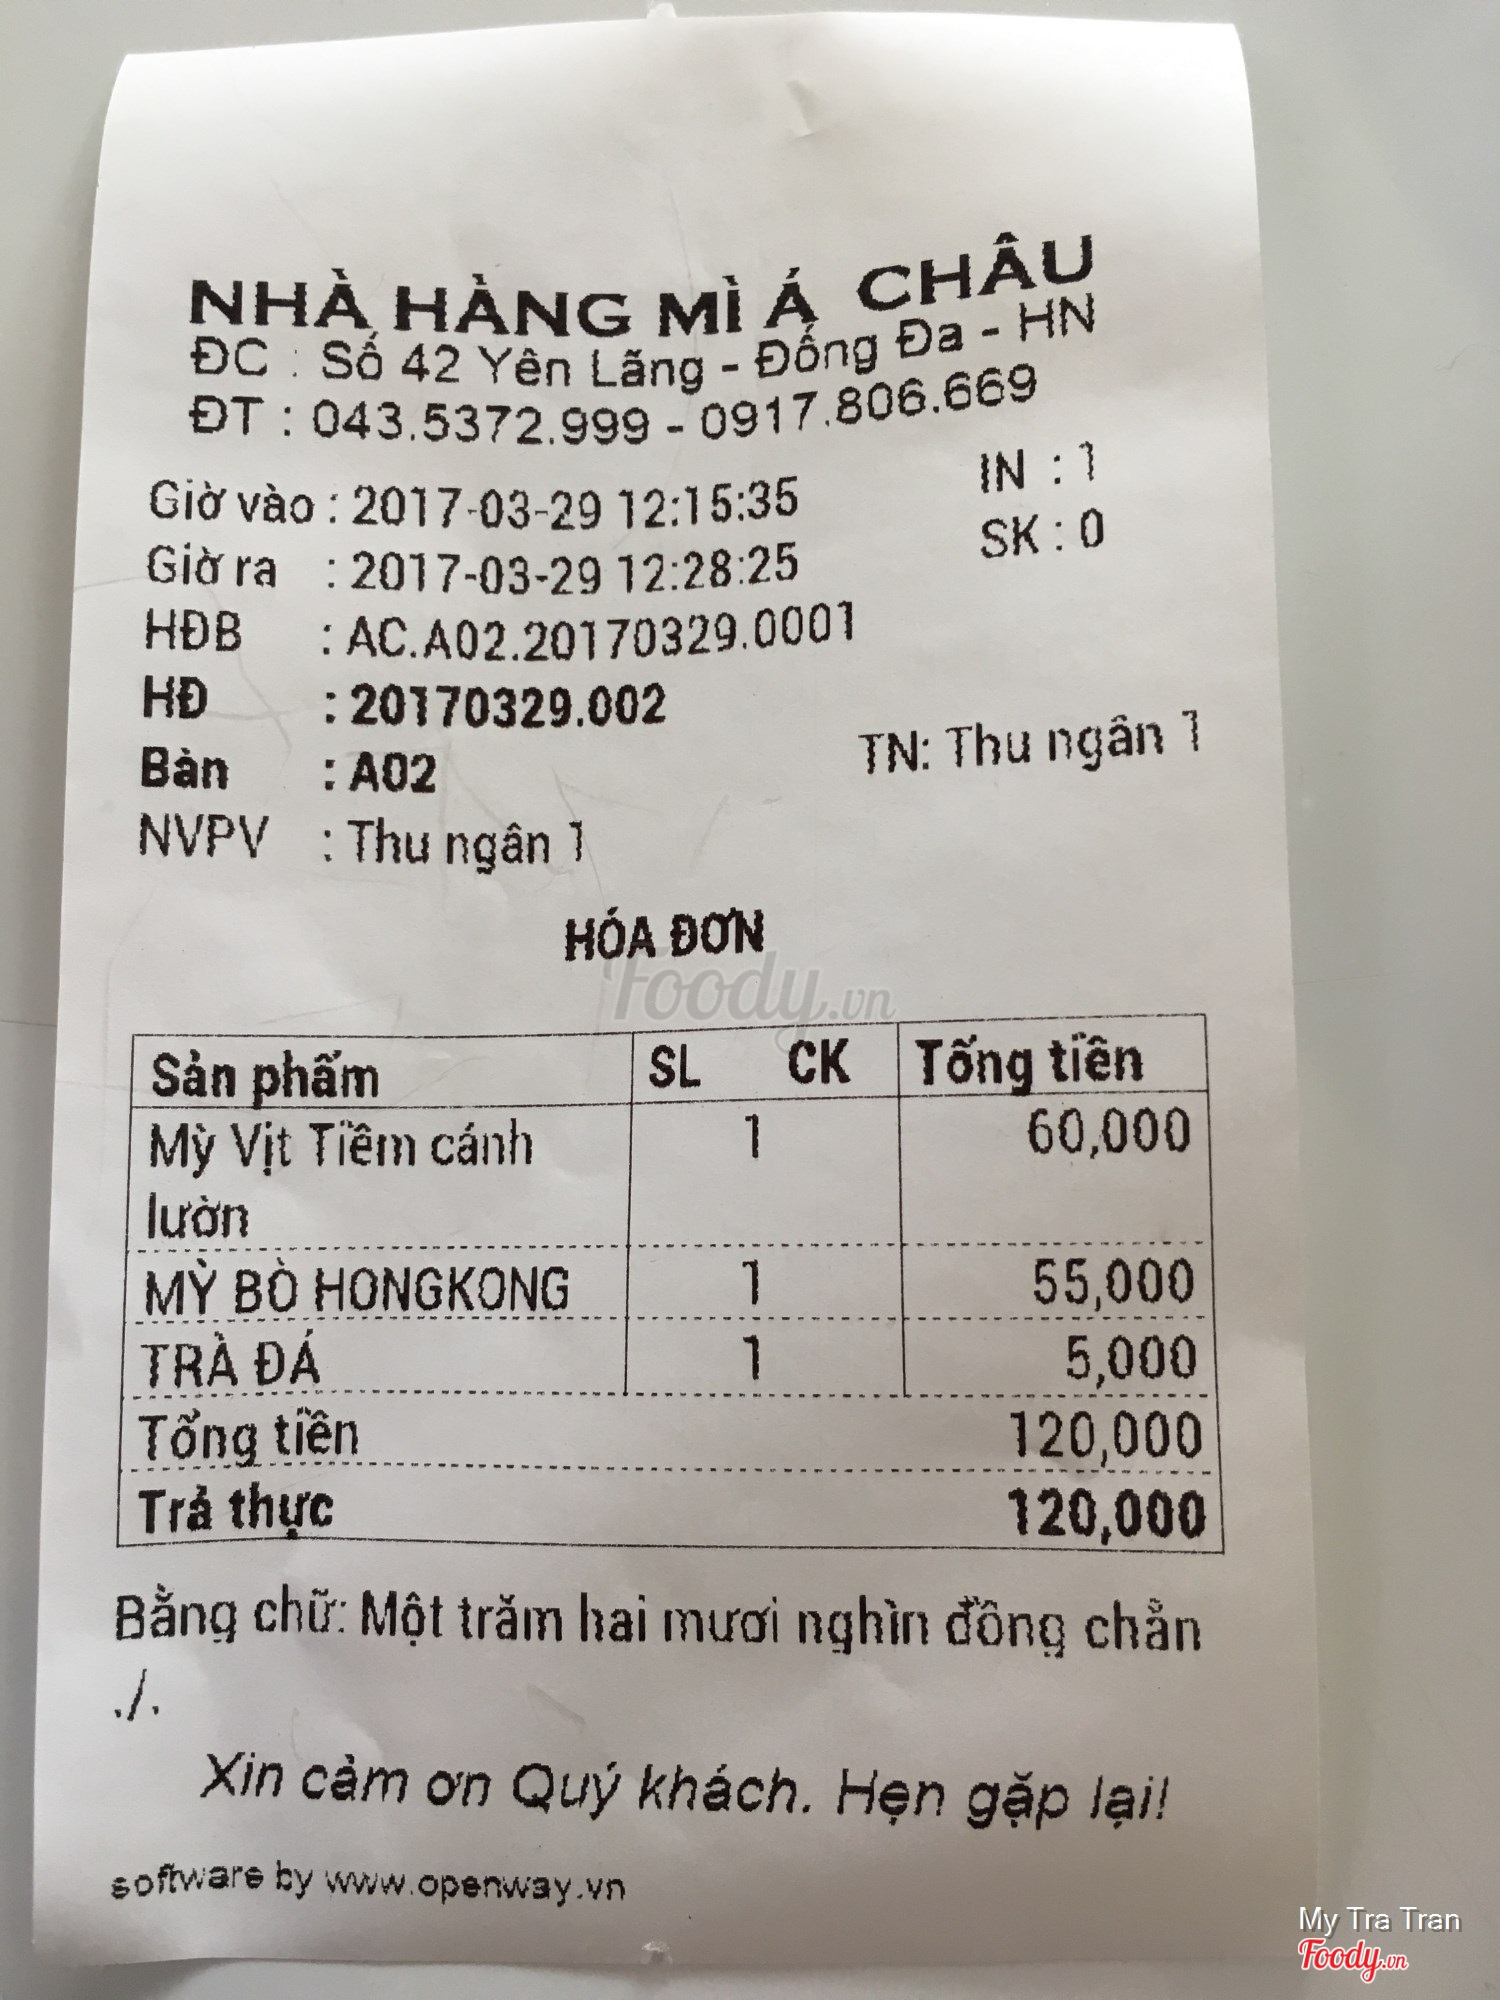 NHÀ HÀNG MÌ Á CHÂU
ĐC : Số 42 Yên Lãng - Đống Đa - HN
ĐT : 043.5372.999 - 0917.806.669
Giờ vào : 2017-03-29 12:15:35 IN : 1
Giờ ra : 2017-03-29 12:28:25 SK : 0
HĐB : AC.A02.20170329.0001
HĐ : 20170329.002
Bàn : A02 TN: Thu ngân 1
NVPV : Thu ngân 1
HÓA ĐƠN
Foody.vn
Sản phẩm SL CK Tổng tiền
Mỳ Vịt Tiềm cánh 1 60,000
lườn
MỲ BÒ HONGKONG 1 55,000
TRÀ ĐÁ 1 5,000
Tổng tiền 120,000
Trả thực 120,000
Bằng chữ: Một trăm hai mươi nghìn đồng chẵn
./.
Xin cảm ơn Quý khách. Hẹn gặp lại!
software by www.openway.vn
My Tra Tran
Foody.vn